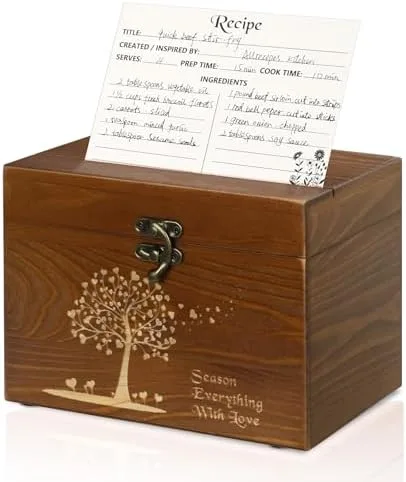 Recipe
TITLE: quick beef stir fry
CREATED / INSPIRED BY: Allrecipes kitchen
SERVES: 4 PREP TIME: 15 min COOK TIME: 10 min
INGREDIENTS
2 tablespoons vegetable oil
1 pound beef sirloin cut into strips
1½ cups fresh broccoli florets
1 red bell pepper cut into sticks
2 carrots sliced
1 green onion chopped
1 teaspoon minced garlic
2 tablespoons soy sauce
1 tablespoon sesame seeds
Season
Everything
With Love